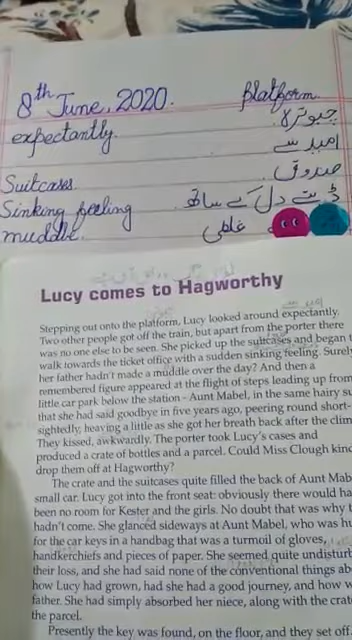 8th June, 2020. platform
چبوترہ
expectantly. امید سے
Suitcases. صندوق
Sinking feeling ڈوبتے دل کے ساتھ
muddle. غلطی
Lucy comes to Hagworthy
Stepping out onto the platform, Lucy looked around expectantly.
Two other people got off the train, but apart from the porter there
was no one else to be seen. She picked up the suitcases and began t
walk towards the ticket office with a sudden sinking feeling. Surely
her father hadn't made a muddle over the day? And then a
remembered figure appeared at the flight of steps leading up from
little car park below the station - Aunt Mabel, in the same hairy su
that she had said goodbye in five years ago, peering round short-
sightedly, heaving a little as she got her breath back after the clim
They kissed, awkwardly. The porter took Lucy's cases and
produced a crate of bottles and a parcel. Could Miss Clough kind
drop them off at Hagworthy?
The crate and the suitcases quite filled the back of Aunt Mab
small car. Lucy got into the front seat: obviously there would ha
been no room for Kester and the girls. No doubt that was why t
hadn't come. She glanced sideways at Aunt Mabel, who was hu
for the car keys in a handbag that was a turmoil of gloves,
handkerchiefs and pieces of paper. She seemed quite undisturb
their loss, and she had said none of the conventional things ab
how Lucy had grown, had she had a good journey, and how w
father. She had simply absorbed her niece, along with the crate
the parcel.
Presently the key was found, on the floor, and they set off